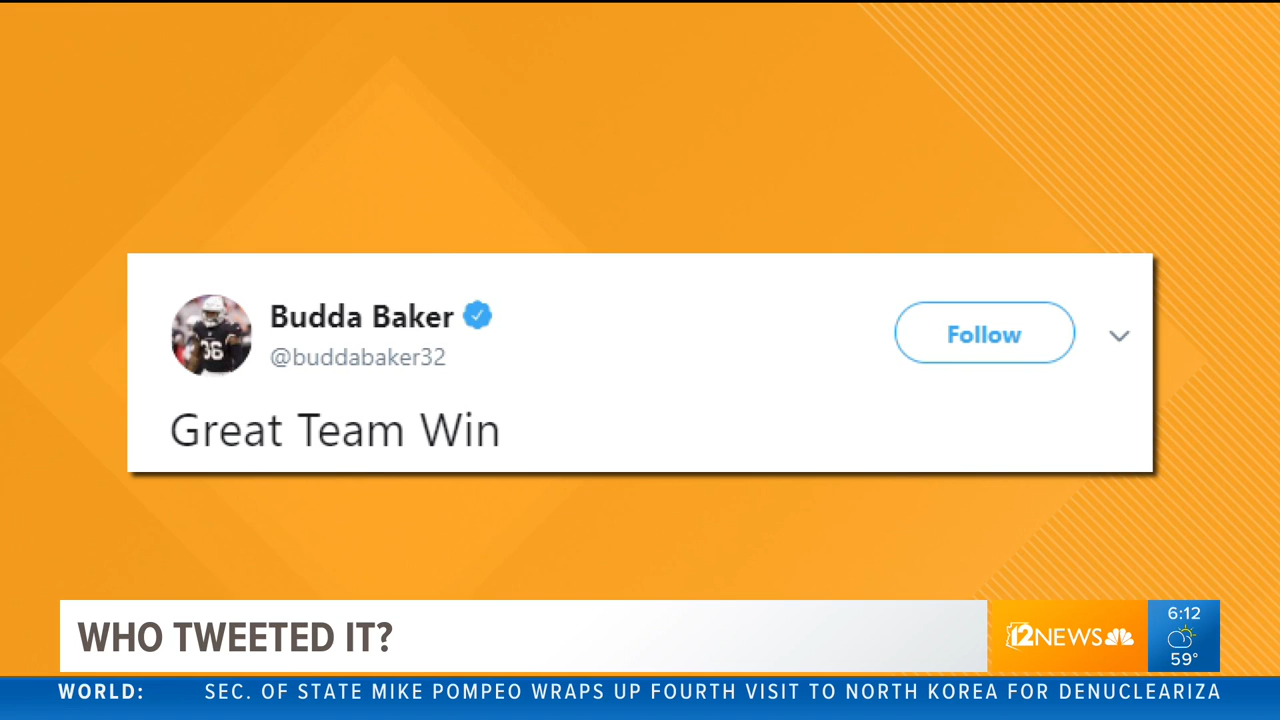 Budda Baker
@buddabaker32
Follow
Great Team Win
36
WHO TWEETED IT?
12NEWS
6:12
59°
WORLD: SEC. OF STATE MIKE POMPEO WRAPS UP FOURTH VISIT TO NORTH KOREA FOR DENUCLEARIZA